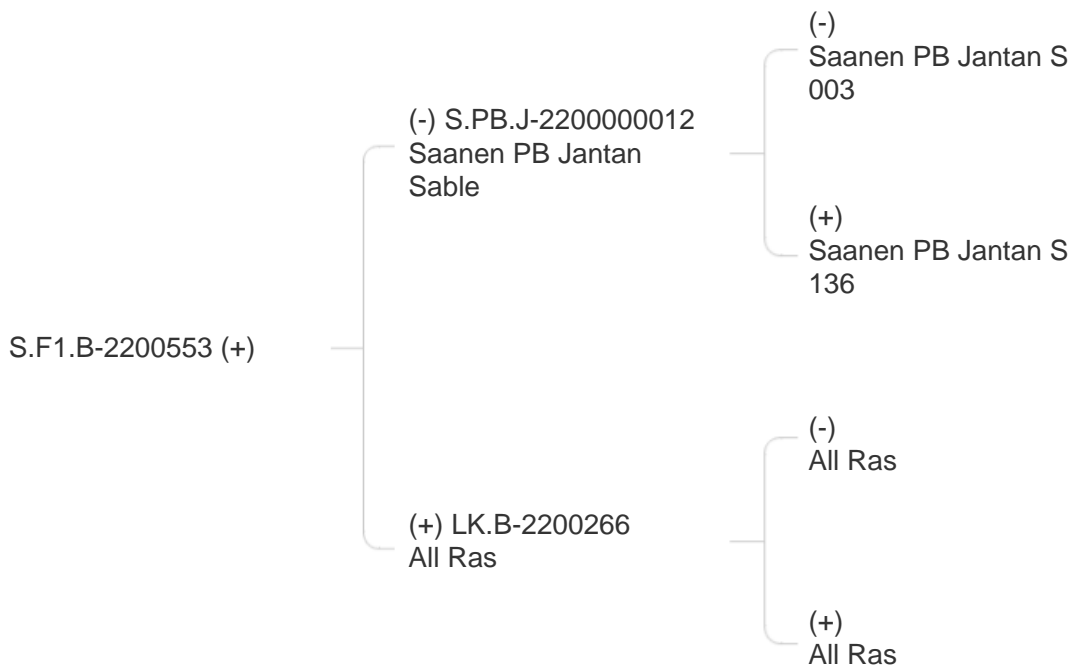 (-)
Saanen PB Jantan S
003
(-) S.PB.J-2200000012
Saanen PB Jantan
Sable
(+)
Saanen PB Jantan S
136
S.F1.B-2200553 (+)
(-)
All Ras
(+) LK.B-2200266
All Ras
(+)
All Ras